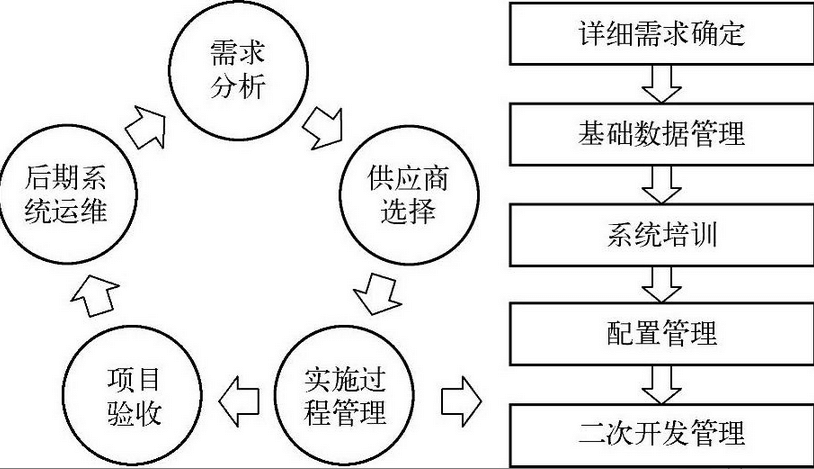 需求
分析
供应商
选择
实施过
程管理
项目
验收
后期系
统运维
详细需求确定
基础数据管理
系统培训
配置管理
二次开发管理